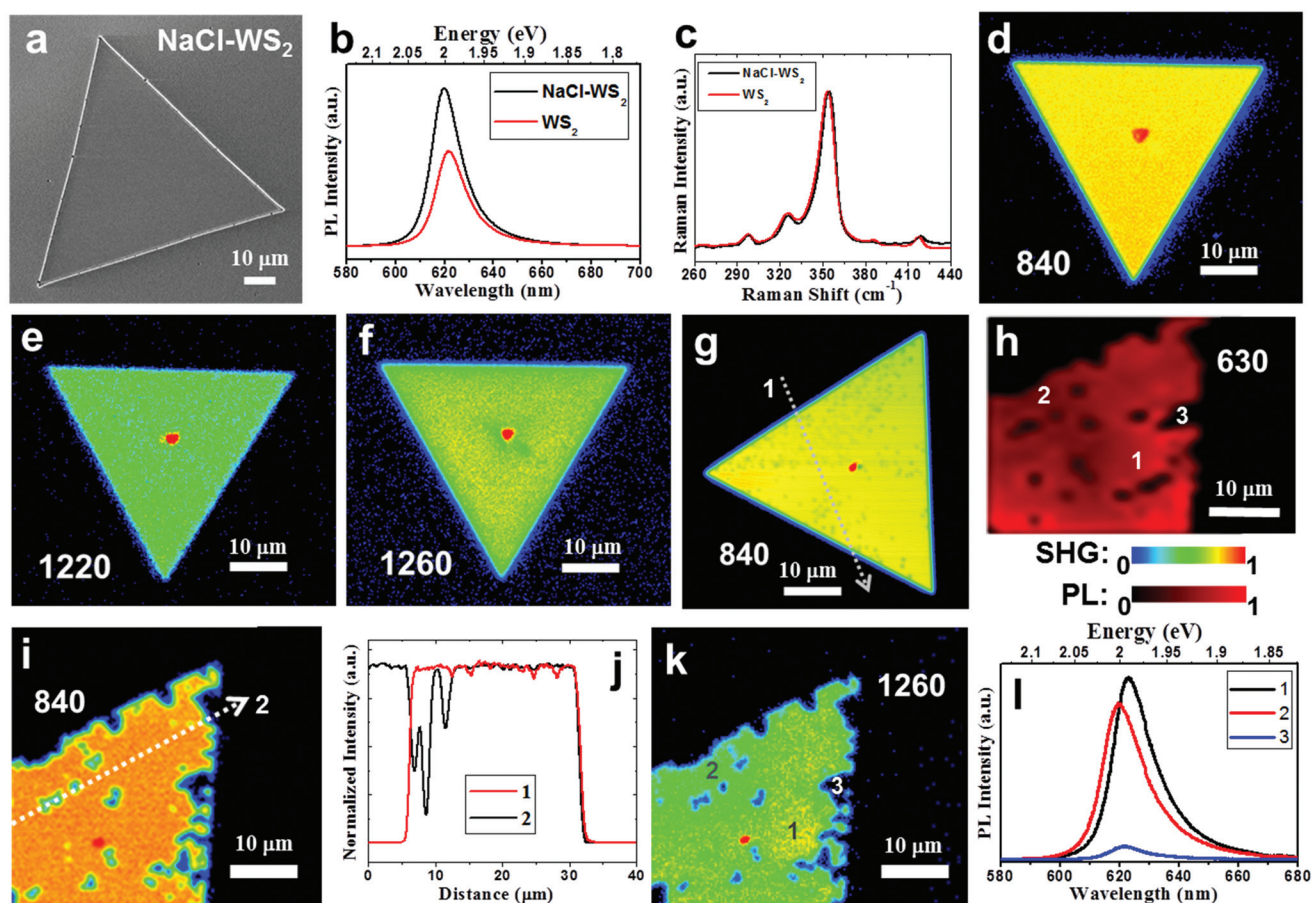 a
NaCl-WS₂
10 μm
b
Energy (eV)
2.1 2.05 2 1.95 1.9 1.85 1.8
PL Intensity (a.u.)
NaCl-WS₂
WS₂
580 600 620 640 660 680 700
Wavelength (nm)
c
Raman Intensity (a.u.)
NaCl-WS₂
WS₂
260 290 320 350 380 410 440
Raman Shift (cm⁻¹)
d
840
10 μm
e
1220
10 μm
f
1260
10 μm
g
1
840
10 μm
h
630
2
3
1
10 μm
SHG: 0 1
PL: 0 1
i
840
2
10 μm
j
Normalized Intensity (a.u.)
1
2
0 10 20 30 40
Distance (μm)
k
1260
2
3
1
10 μm
l
Energy (eV)
2.1 2.05 2 1.95 1.9 1.85
PL Intensity (a.u.)
1
2
3
580 600 620 640 660 680
Wavelength (nm)